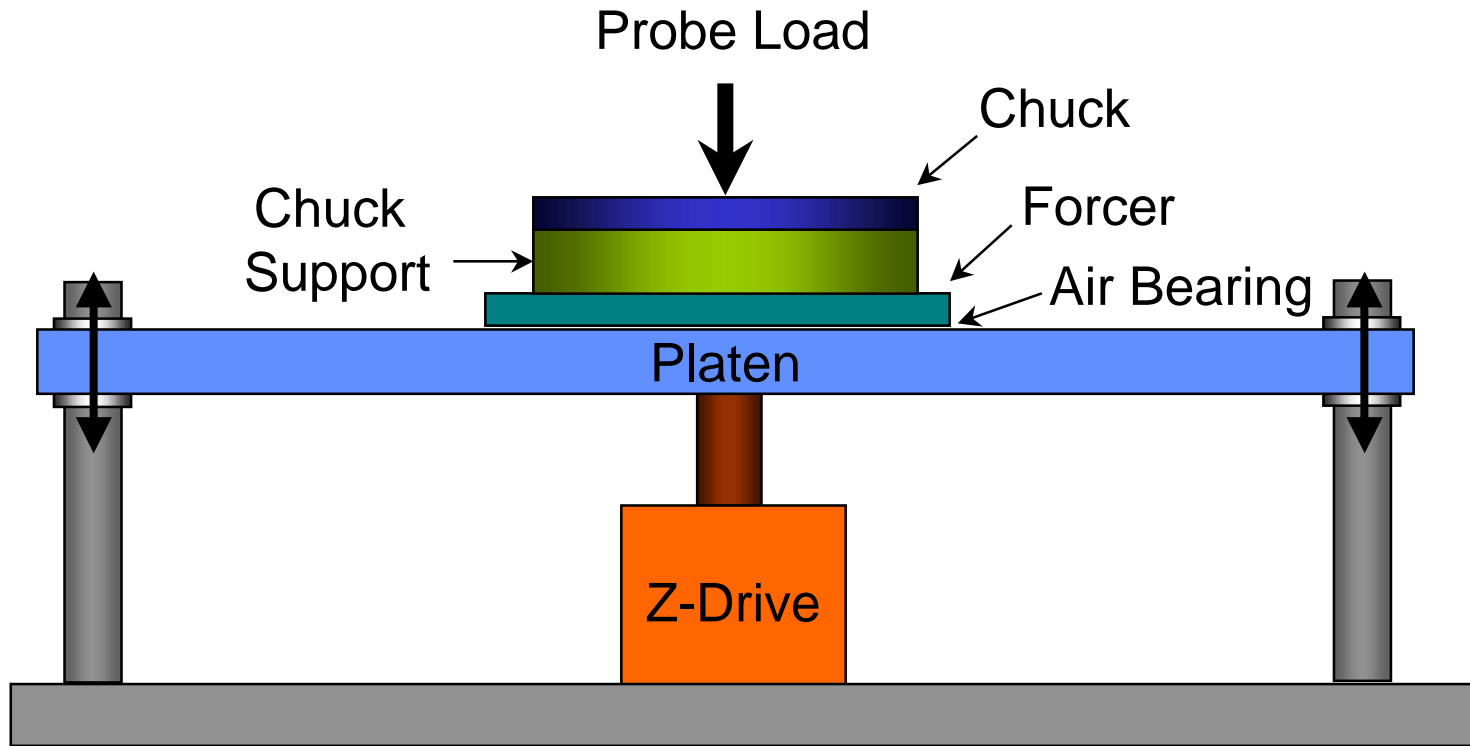 Probe Load
Chuck
Chuck
Support
Forcer
Air Bearing
Platen
Z-Drive